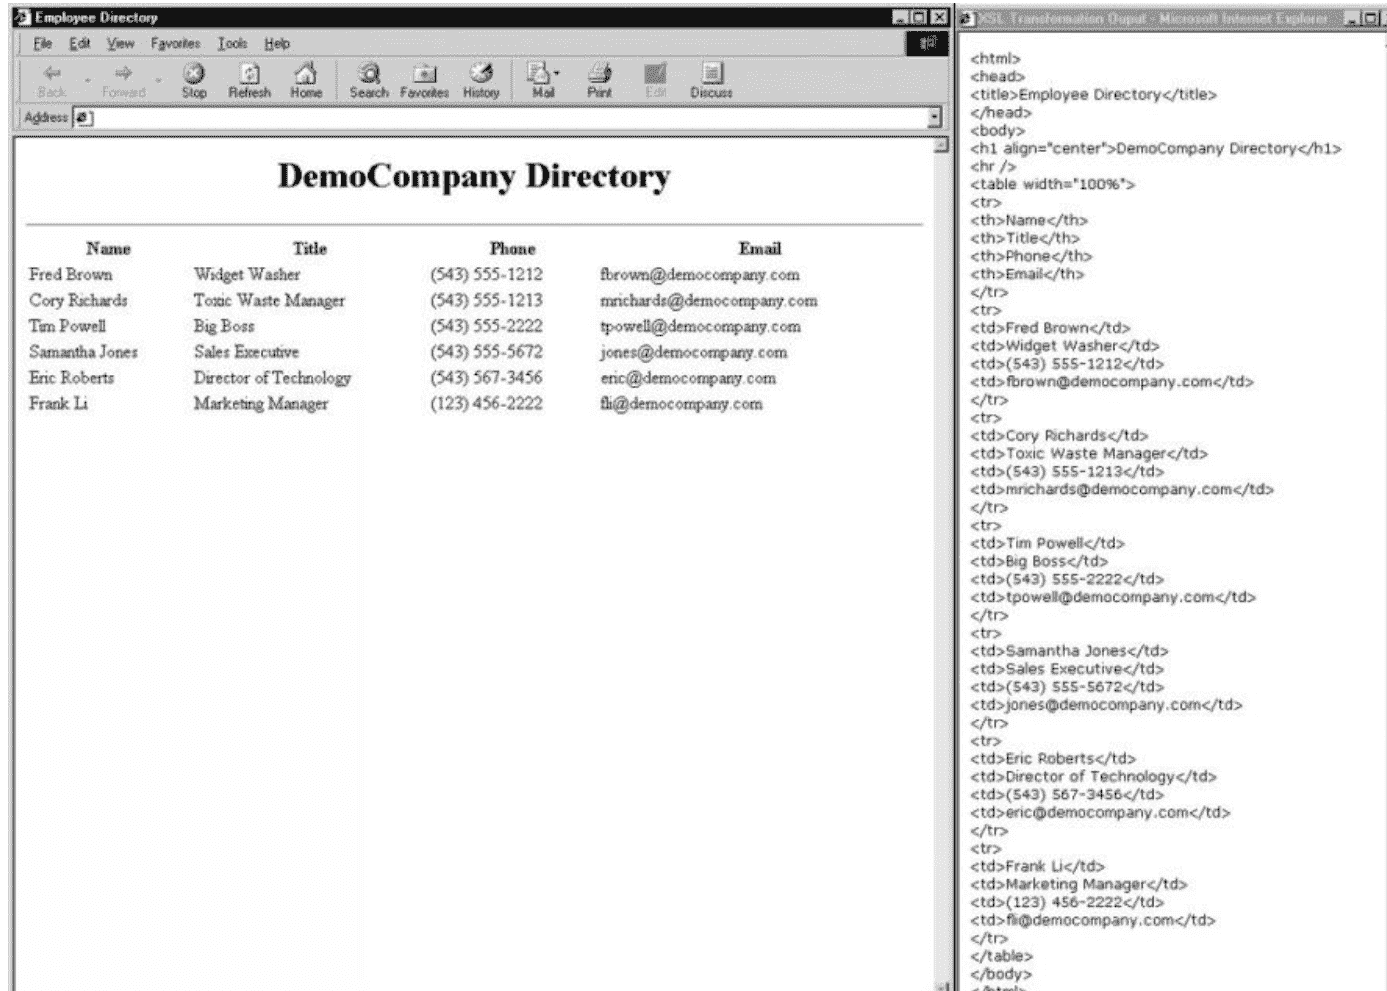 Employee Directory
File Edit View Favorites Tools Help
Back Forward Stop Refresh Home Search Favorites History Mail Print Edit Discuss
Address
DemoCompany Directory
Name Title Phone Email
Fred Brown Widget Washer (543) 555-1212 fbrown@democompany.com
Cory Richards Toxic Waste Manager (543) 555-1213 mrichards@democompany.com
Tim Powell Big Boss (543) 555-2222 tpowell@democompany.com
Samantha Jones Sales Executive (543) 555-5672 jones@democompany.com
Eric Roberts Director of Technology (543) 567-3456 eric@democompany.com
Frank Li Marketing Manager (123) 456-2222 fli@democompany.com
XSL Transformation Ouput - Microsoft Internet Explorer
<html>
<head>
<title>Employee Directory</title>
</head>
<body>
<h1 align="center">DemoCompany Directory</h1>
<hr />
<table width="100%">
<tr>
<th>Name</th>
<th>Title</th>
<th>Phone</th>
<th>Email</th>
</tr>
<tr>
<td>Fred Brown</td>
<td>Widget Washer</td>
<td>(543) 555-1212</td>
<td>fbrown@democompany.com</td>
</tr>
<tr>
<td>Cory Richards</td>
<td>Toxic Waste Manager</td>
<td>(543) 555-1213</td>
<td>mrichards@democompany.com</td>
</tr>
<tr>
<td>Tim Powell</td>
<td>Big Boss</td>
<td>(543) 555-2222</td>
<td>tpowell@democompany.com</td>
</tr>
<tr>
<td>Samantha Jones</td>
<td>Sales Executive</td>
<td>(543) 555-5672</td>
<td>jones@democompany.com</td>
</tr>
<tr>
<td>Eric Roberts</td>
<td>Director of Technology</td>
<td>(543) 567-3456</td>
<td>eric@democompany.com</td>
</tr>
<tr>
<td>Frank Li</td>
<td>Marketing Manager</td>
<td>(123) 456-2222</td>
<td>fli@democompany.com</td>
</tr>
</table>
</body>
</html>